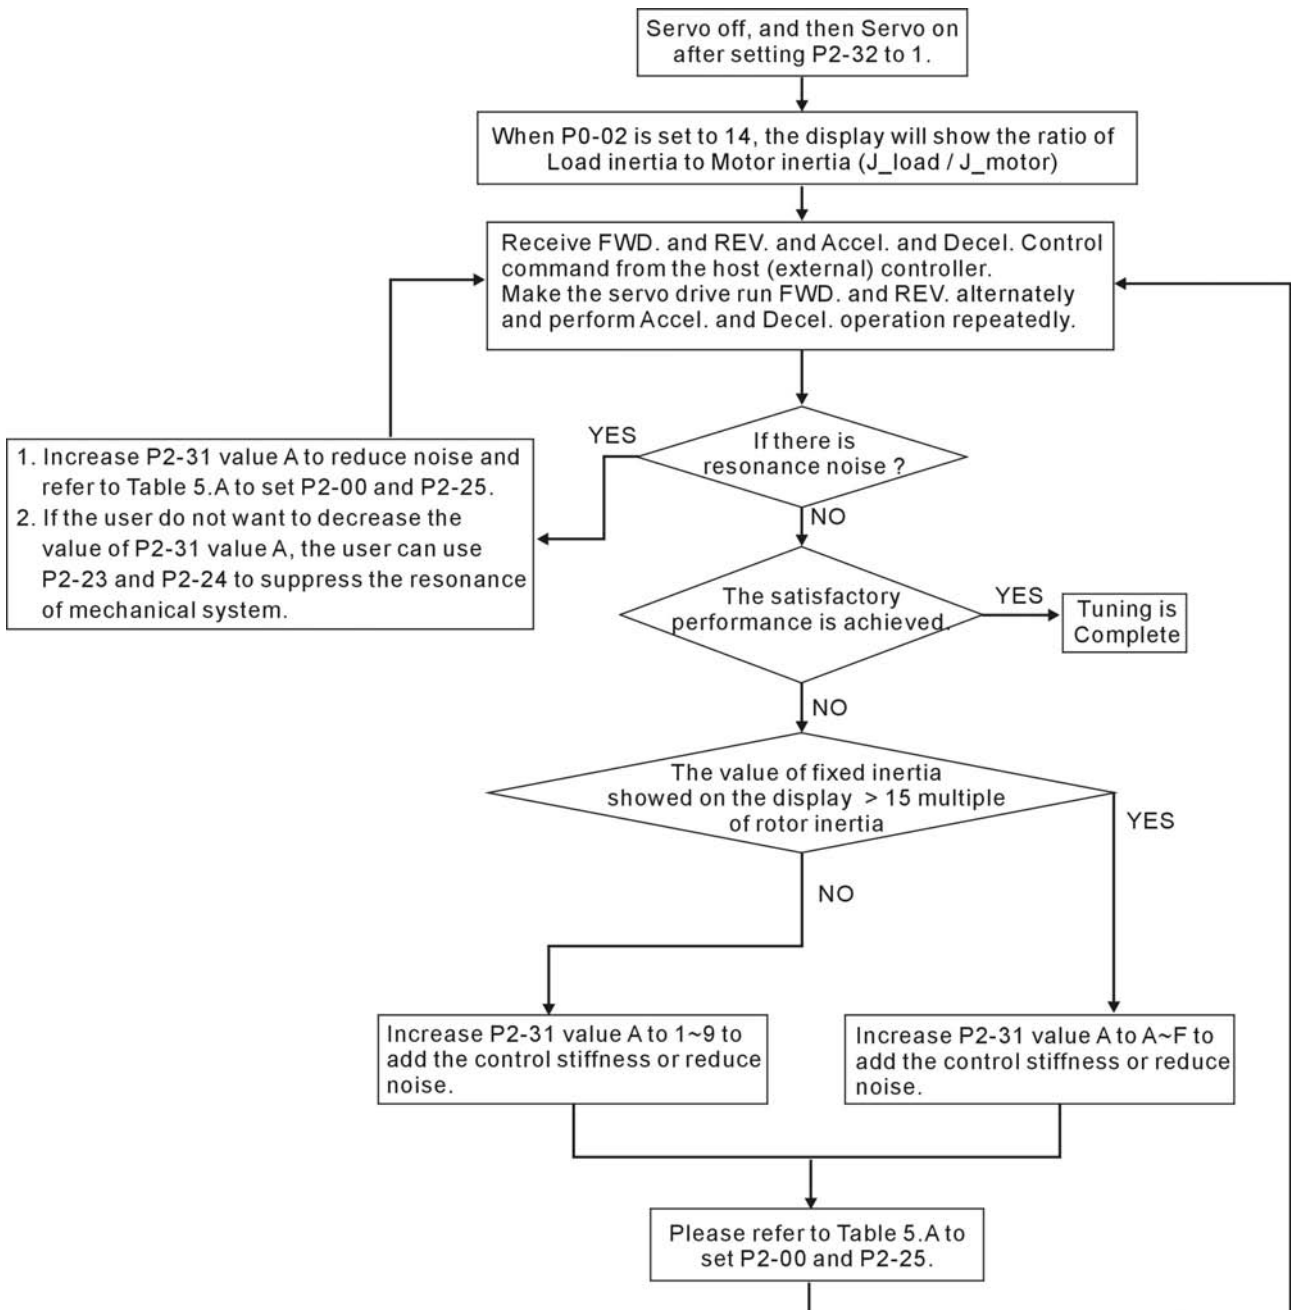 Servo off, and then Servo on
after setting P2-32 to 1.
When P0-02 is set to 14, the display will show the ratio of
Load inertia to Motor inertia (J_load / J_motor)
Receive FWD. and REV. and Accel. and Decel. Control
command from the host (external) controller.
Make the servo drive run FWD. and REV. alternately
and perform Accel. and Decel. operation repeatedly.
If there is
resonance noise ?
YES
1. Increase P2-31 value A to reduce noise and
refer to Table 5.A to set P2-00 and P2-25.
2. If the user do not want to decrease the
value of P2-31 value A, the user can use
P2-23 and P2-24 to suppress the resonance
of mechanical system.
NO
The satisfactory
performance is achieved.
YES
Tuning is
Complete
NO
The value of fixed inertia
showed on the display > 15 multiple
of rotor inertia
YES
NO
Increase P2-31 value A to 1~9 to
add the control stiffness or reduce
noise.
Increase P2-31 value A to A~F to
add the control stiffness or reduce
noise.
Please refer to Table 5.A to
set P2-00 and P2-25.